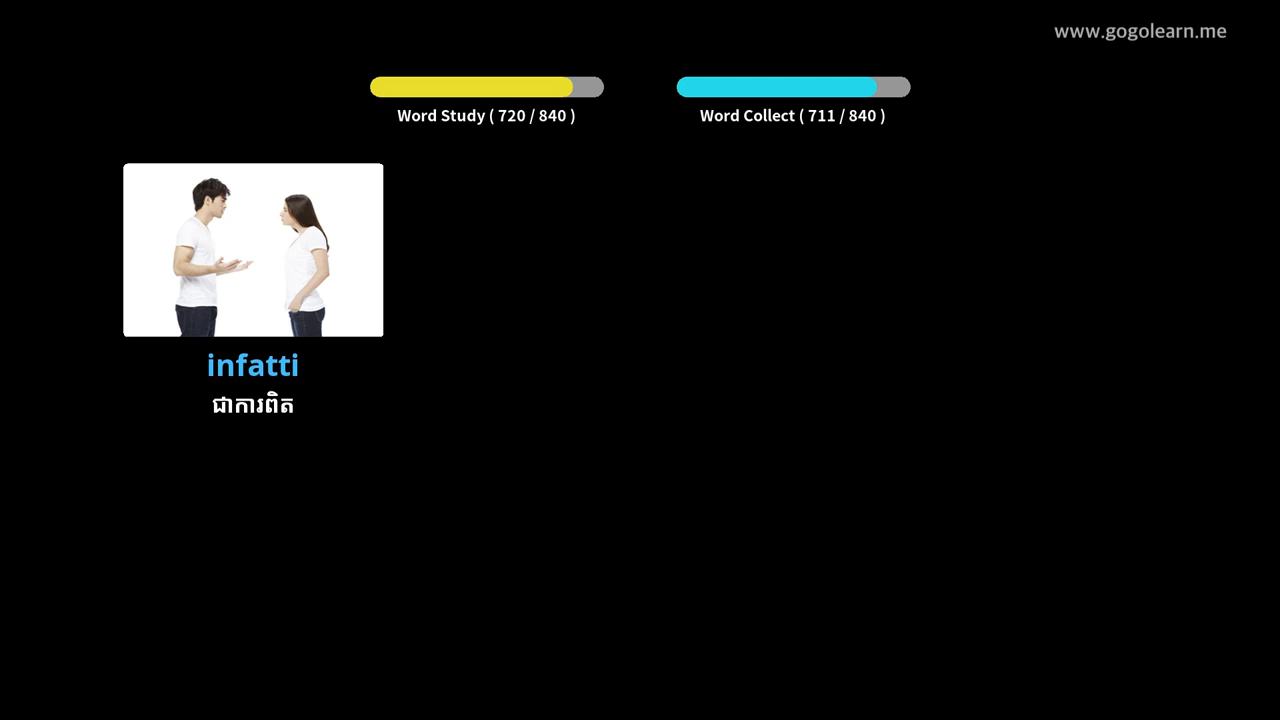 www.gogolearn.me
Word Study ( 720 / 840 )
Word Collect ( 711 / 840 )
infatti
ជាការពិត